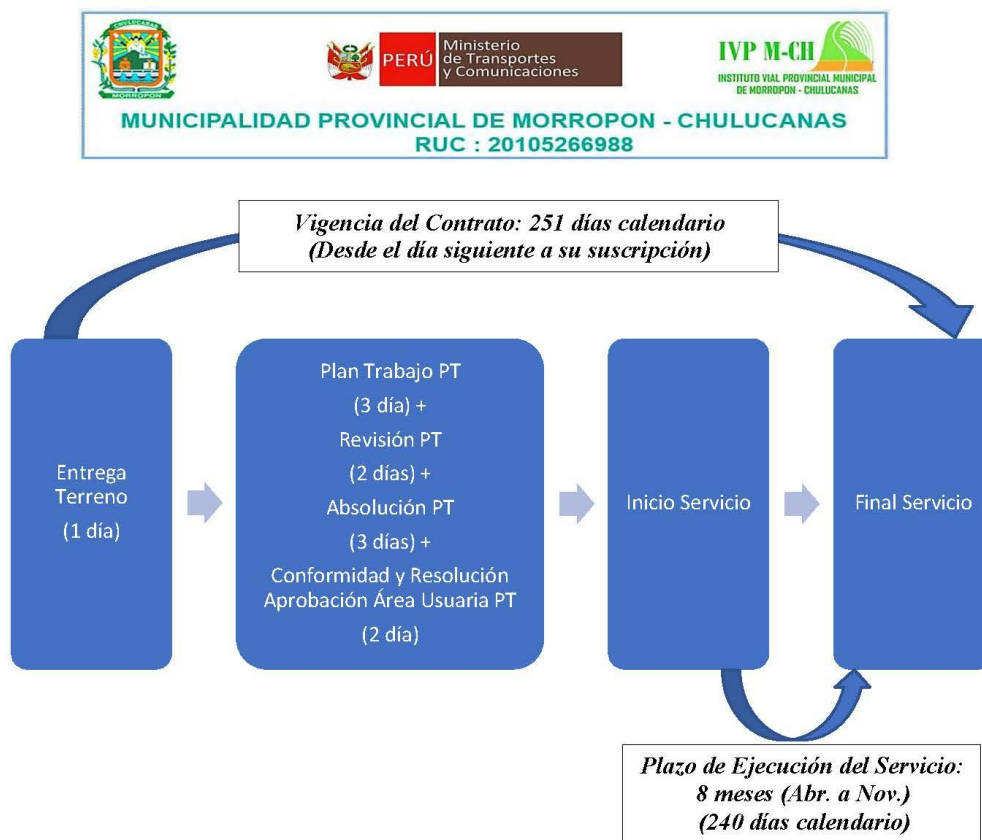 CHULUCANAS
MORROPON
PERÚ
Ministerio
de Transportes
y Comunicaciones
IVP M-CH
INSTITUTO VIAL PROVINCIAL MUNICIPAL
DE MORROPON - CHULUCANAS
MUNICIPALIDAD PROVINCIAL DE MORROPON - CHULUCANAS
RUC : 20105266988
Vigencia del Contrato: 251 días calendario
(Desde el día siguiente a su suscripción)
Entrega
Terreno
(1 día)
Plan Trabajo PT
(3 día) +
Revisión PT
(2 días) +
Absolución PT
(3 días) +
Conformidad y Resolución
Aprobación Área Usuaria PT
(2 día)
Inicio Servicio
Final Servicio
Plazo de Ejecución del Servicio:
8 meses (Abr. a Nov.)
(240 días calendario)